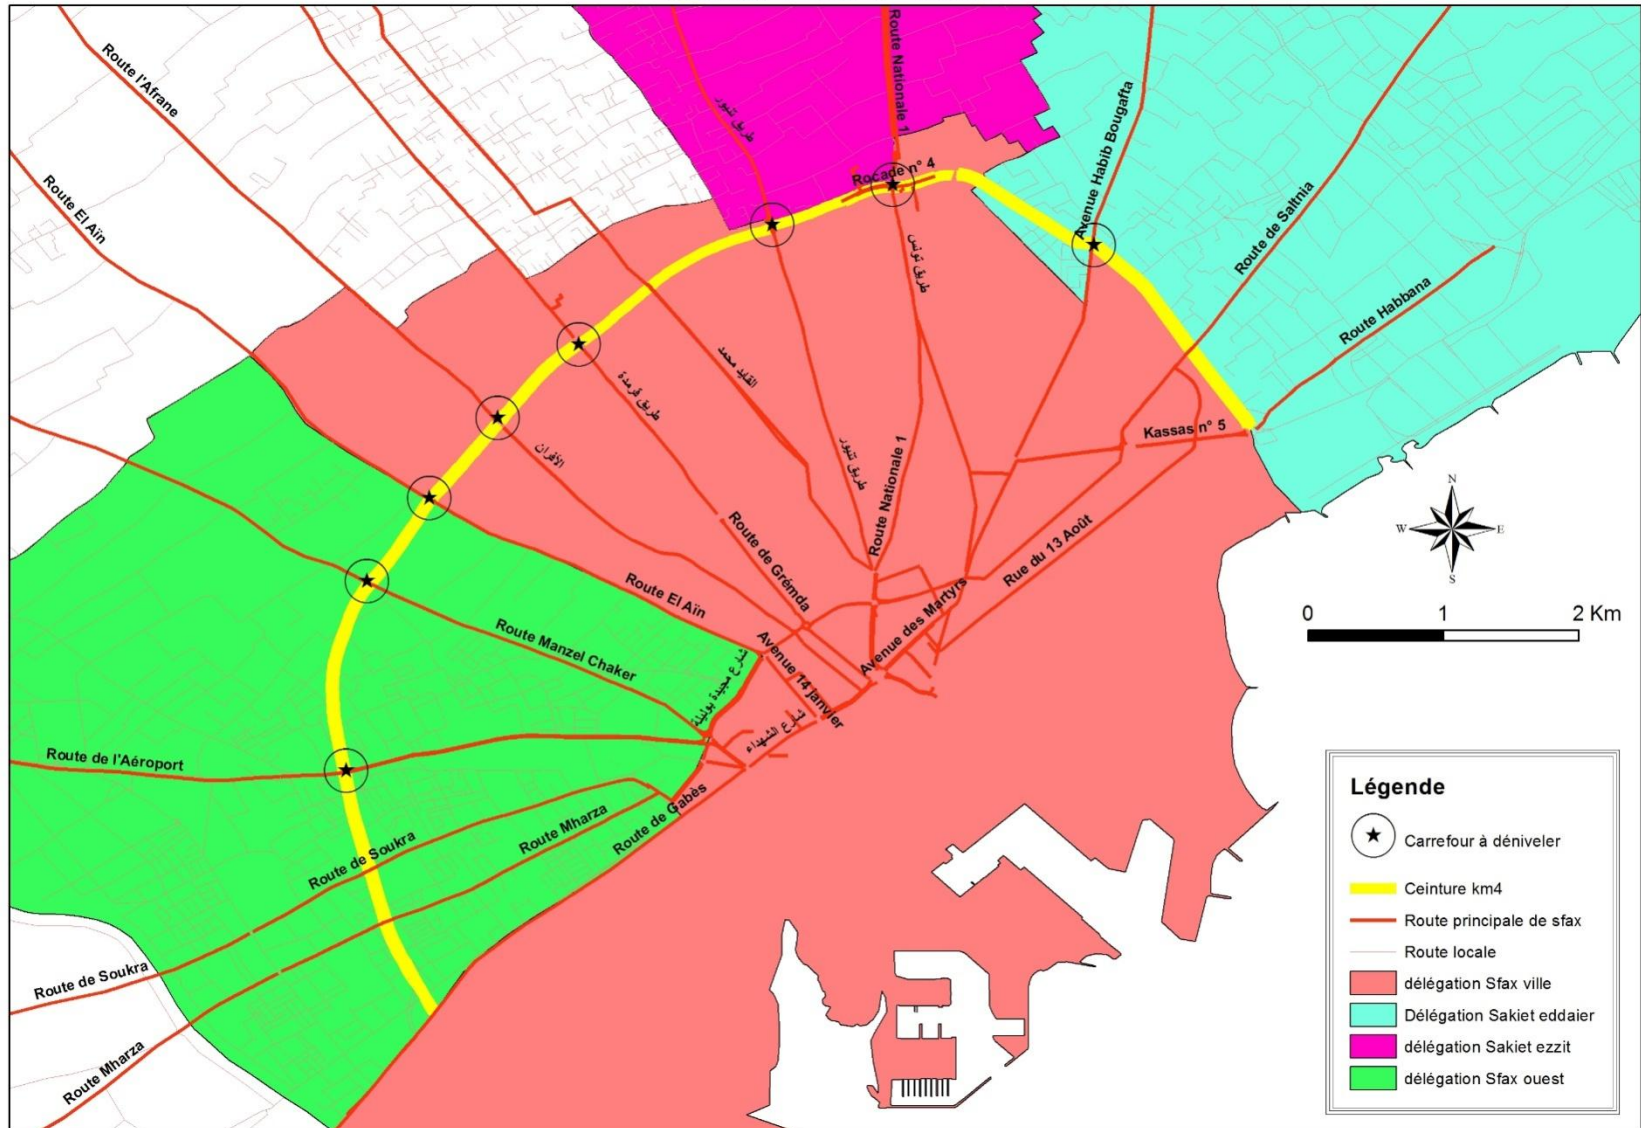 Route l'Afrane
Route El Aïn
طريق تنيور
Route Nationale 1
Rocade n° 4
Avenue Habib Bougafta
Route de Saltnia
Route Habbana
طريق تونس
القايد محمد
طريق قرمدة
الأفران
طريق تنيور
Route Nationale 1
Kassas n° 5
Route de Grémda
Rue du 13 Août
Route El Aïn
Avenue des Martyrs
Route Manzel Chaker
شارع مجيدة بوليلة
Avenue 14 janvier
شارع الشهداء
Route de l'Aéroport
Route de Gabès
Route Mharza
Route de Soukra
Route de Soukra
Route Mharza
N
W E
S
0 1 2 Km
Légende
Carrefour à déniveler
Ceinture km4
Route principale de sfax
Route locale
délégation Sfax ville
Délégation Sakiet eddaier
délégation Sakiet ezzit
délégation Sfax ouest